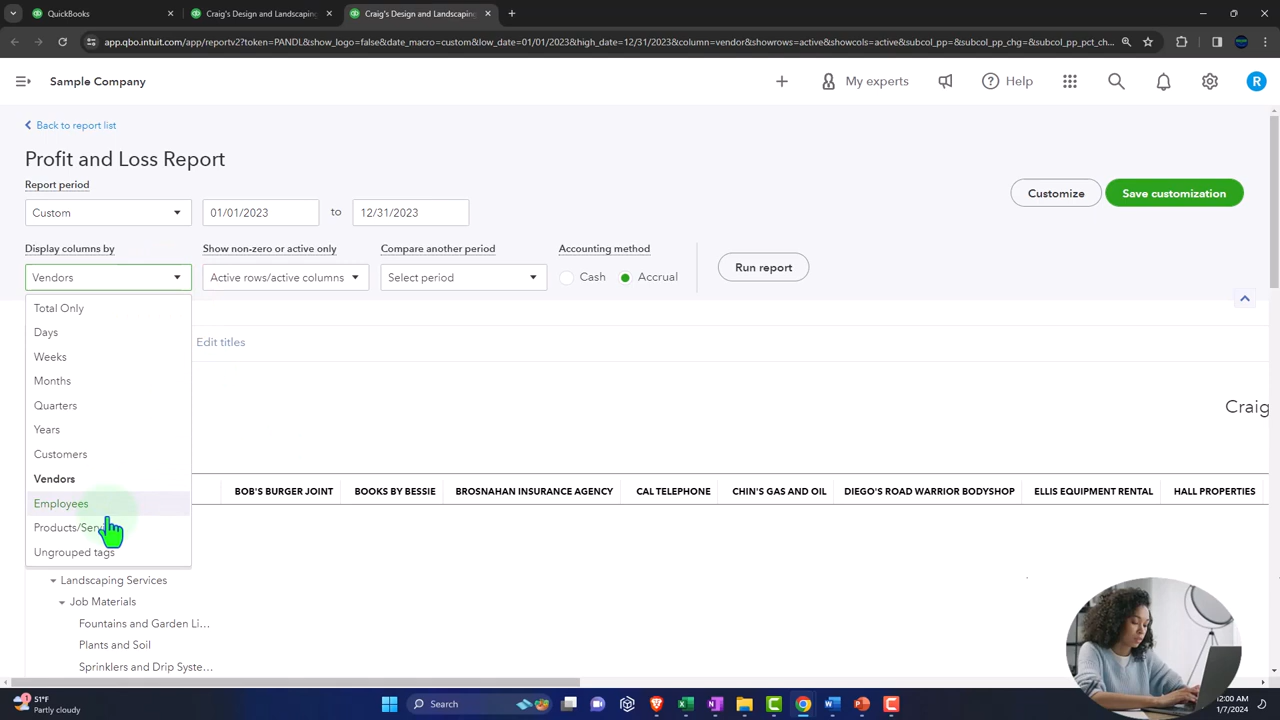 QuickBooks
Craig's Design and Landscaping
Craig's Design and Landscaping
app.qbo.intuit.com/app/reportv2?token=PANDL&show_logo=false&date_macro=custom&low_date=01/01/2023&high_date=12/31/2023&column=vendor&showrows=active&showcols=active&subcol_pp=&subcol_pp_chg=&subcol_pp_pct_ch...
Sample Company
My experts
Help
R
Back to report list
Profit and Loss Report
Report period
Custom
01/01/2023
to
12/31/2023
Customize
Save customization
Display columns by
Show non-zero or active only
Compare another period
Accounting method
Vendors
Active rows/active columns
Select period
Cash
Accrual
Run report
Total Only
Days
Weeks
Months
Quarters
Years
Customers
Vendors
Employees
Products/Servi
Ungrouped tags
Edit titles
Craig
BOB'S BURGER JOINT
BOOKS BY BESSIE
BROSNAHAN INSURANCE AGENCY
CAL TELEPHONE
CHIN'S GAS AND OIL
DIEGO'S ROAD WARRIOR BODYSHOP
ELLIS EQUIPMENT RENTAL
HALL PROPERTIES
Landscaping Services
Job Materials
Fountains and Garden Li...
Plants and Soil
Sprinklers and Drip Syste...
1
51°F
Partly cloudy
Search
12:00 AM
1/7/2024